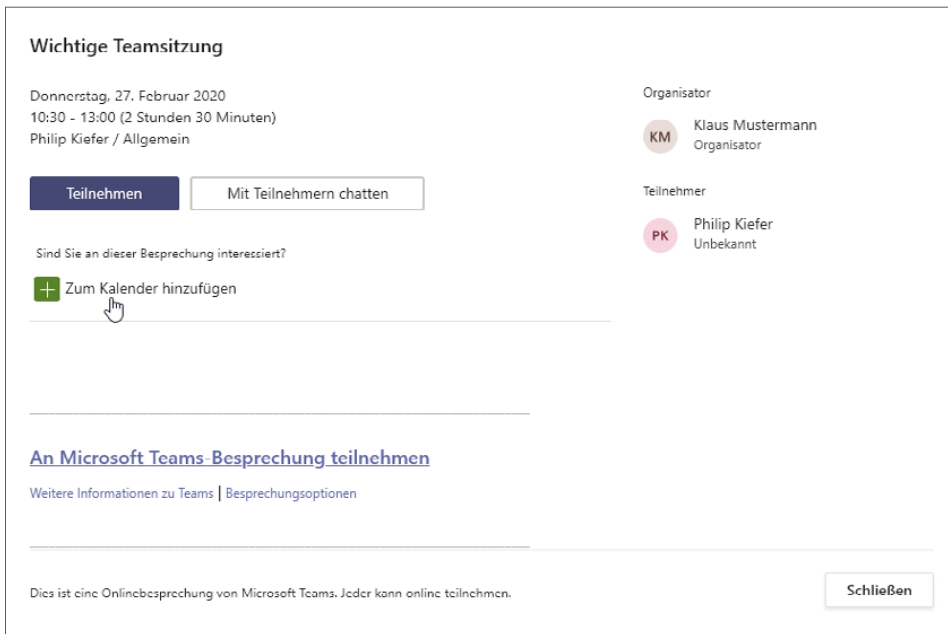 Wichtige Teamsitzung
Donnerstag, 27. Februar 2020
10:30 - 13:00 (2 Stunden 30 Minuten)
Philip Kiefer / Allgemein
Teilnehmen
Mit Teilnehmern chatten
Sind Sie an dieser Besprechung interessiert?
Zum Kalender hinzufügen
Organisator
KM
Klaus Mustermann
Organisator
Teilnehmer
PK
Philip Kiefer
Unbekannt
An Microsoft Teams-Besprechung teilnehmen
Weitere Informationen zu Teams | Besprechungsoptionen
Dies ist eine Onlinebesprechung von Microsoft Teams. Jeder kann online teilnehmen.
Schließen